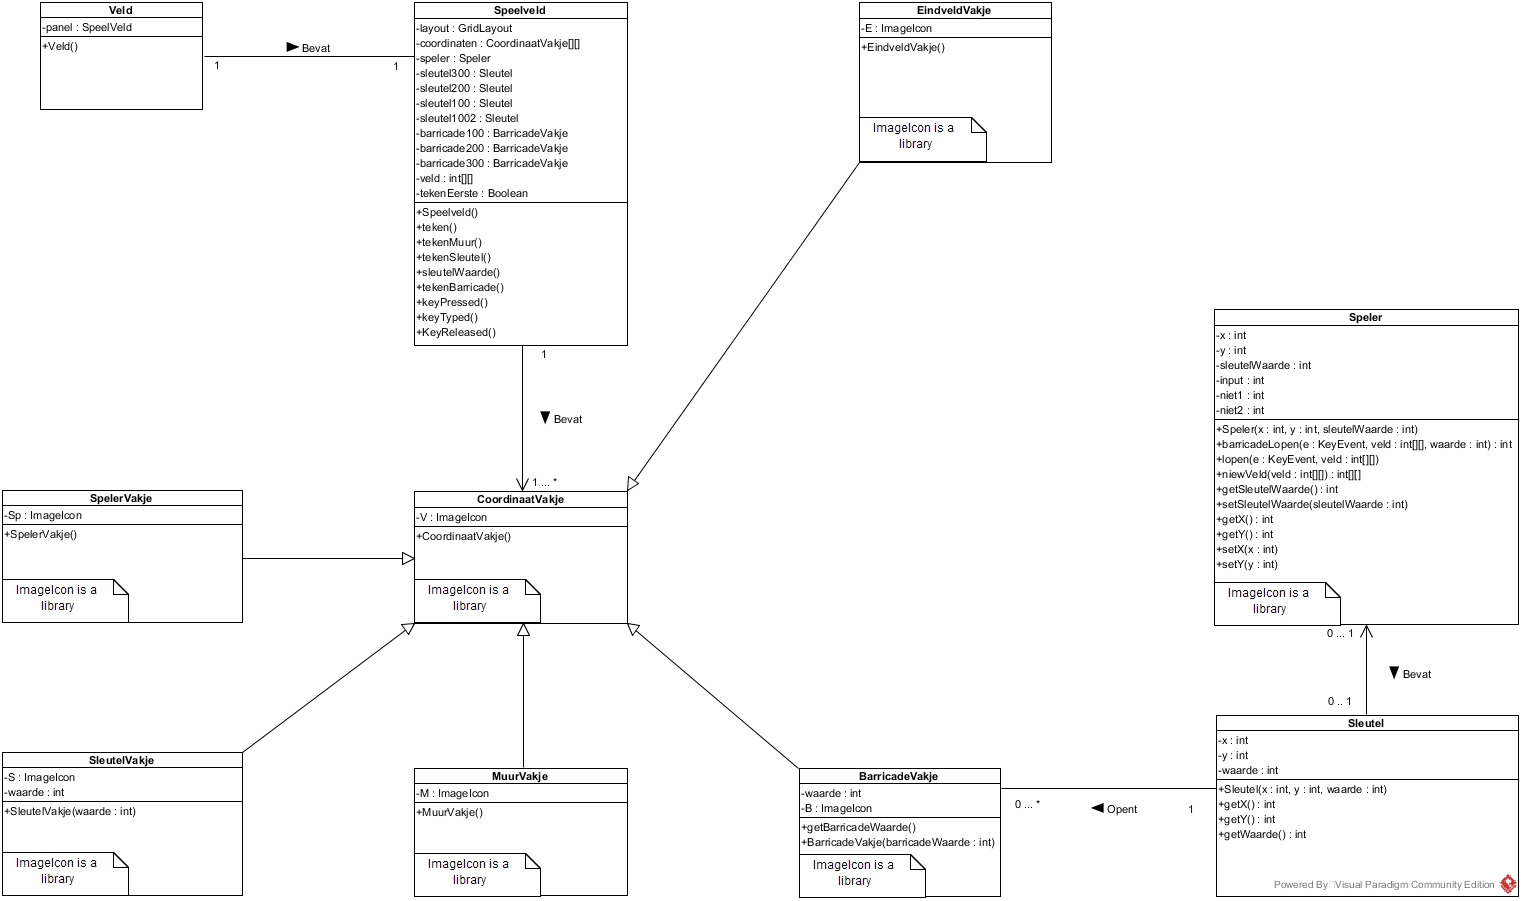 Veld
-panel : SpeelVeld
+Veld()
Bevat
1
1
Speelveld
-layout : GridLayout
-coordinaten : CoordinaatVakje[][]
-speler : Speler
-sleutel300 : Sleutel
-sleutel200 : Sleutel
-sleutel100 : Sleutel
-sleutel1002 : Sleutel
-barricade100 : BarricadeVakje
-barricade200 : BarricadeVakje
-barricade300 : BarricadeVakje
-veld : int[][]
-tekenEerste : Boolean
+Speelveld()
+teken()
+tekenMuur()
+tekenSleutel()
+sleutelWaarde()
+tekenBarricade()
+keyPressed()
+keyTyped()
+KeyReleased()
1
Bevat
1 ... *
EindveldVakje
-E : ImageIcon
+EindveldVakje()
ImageIcon is a
library
Speler
-x : int
-y : int
-sleutelWaarde : int
-input : int
-niet1 : int
-niet2 : int
+Speler(x : int, y : int, sleutelWaarde : int)
+barricadeLopen(e : KeyEvent, veld : int[][], waarde : int) : int
+lopen(e : KeyEvent, veld : int[][])
+niewVeld(veld : int[][]) : int[][]
+getSleutelWaarde() : int
+setSleutelWaarde(sleutelWaarde : int)
+getX() : int
+getY() : int
+setX(x : int)
+setY(y : int)
ImageIcon is a
library
0 ... 1
Bevat
0 .. 1
SpelerVakje
-Sp : ImageIcon
+SpelerVakje()
ImageIcon is a
library
CoordinaatVakje
-V : ImageIcon
+CoordinaatVakje()
ImageIcon is a
library
SleutelVakje
-S : ImageIcon
-waarde : int
+SleutelVakje(waarde : int)
ImageIcon is a
library
MuurVakje
-M : ImageIcon
+MuurVakje()
ImageIcon is a
library
BarricadeVakje
-waarde : int
-B : ImageIcon
+getBarricadeWaarde()
+BarricadeVakje(barricadeWaarde : int)
ImageIcon is a
library
0 ... *
Opent
1
Sleutel
-x : int
-y : int
-waarde : int
+Sleutel(x : int, y : int, waarde : int)
+getX() : int
+getY() : int
+getWaarde() : int
Powered By Visual Paradigm Community Edition